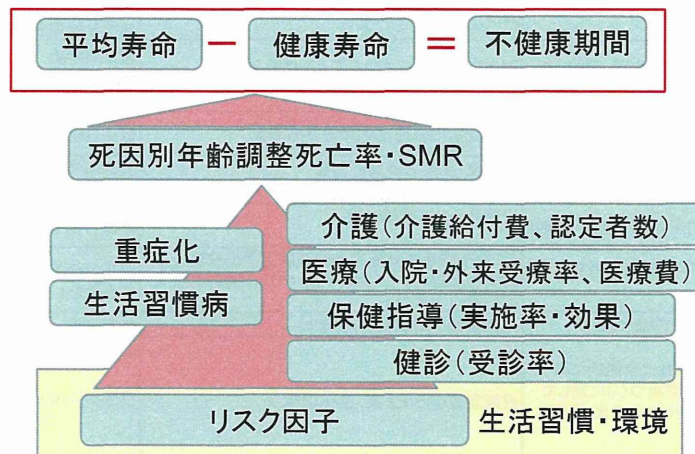 平均寿命 － 健康寿命 ＝ 不健康期間
死因別年齢調整死亡率・SMR
介護(介護給付費、認定者数)
重症化
医療(入院・外来受療率、医療費)
生活習慣病
保健指導(実施率・効果)
健診(受診率)
リスク因子 生活習慣・環境